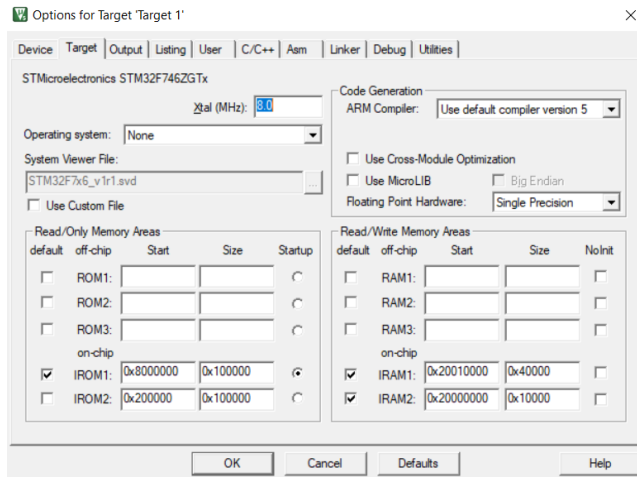 Options for Target 'Target 1'
Device Target Output Listing User C/C++ Asm Linker Debug Utilities
STMicroelectronics STM32F746ZGTx
Xtal (MHz): 8.0
Operating system: None
System Viewer File:
STM32F7x6_v1r1.svd ...
Use Custom File
Code Generation
ARM Compiler: Use default compiler version 5
Use Cross-Module Optimization
Use MicroLIB Big Endian
Floating Point Hardware: Single Precision
Read/Only Memory Areas
default off-chip Start Size Startup
ROM1:
ROM2:
ROM3:
on-chip
IROM1: 0x8000000 0x100000
IROM2: 0x200000 0x100000
Read/Write Memory Areas
default off-chip Start Size NoInit
RAM1:
RAM2:
RAM3:
on-chip
IRAM1: 0x20010000 0x40000
IRAM2: 0x20000000 0x10000
OK Cancel Defaults Help